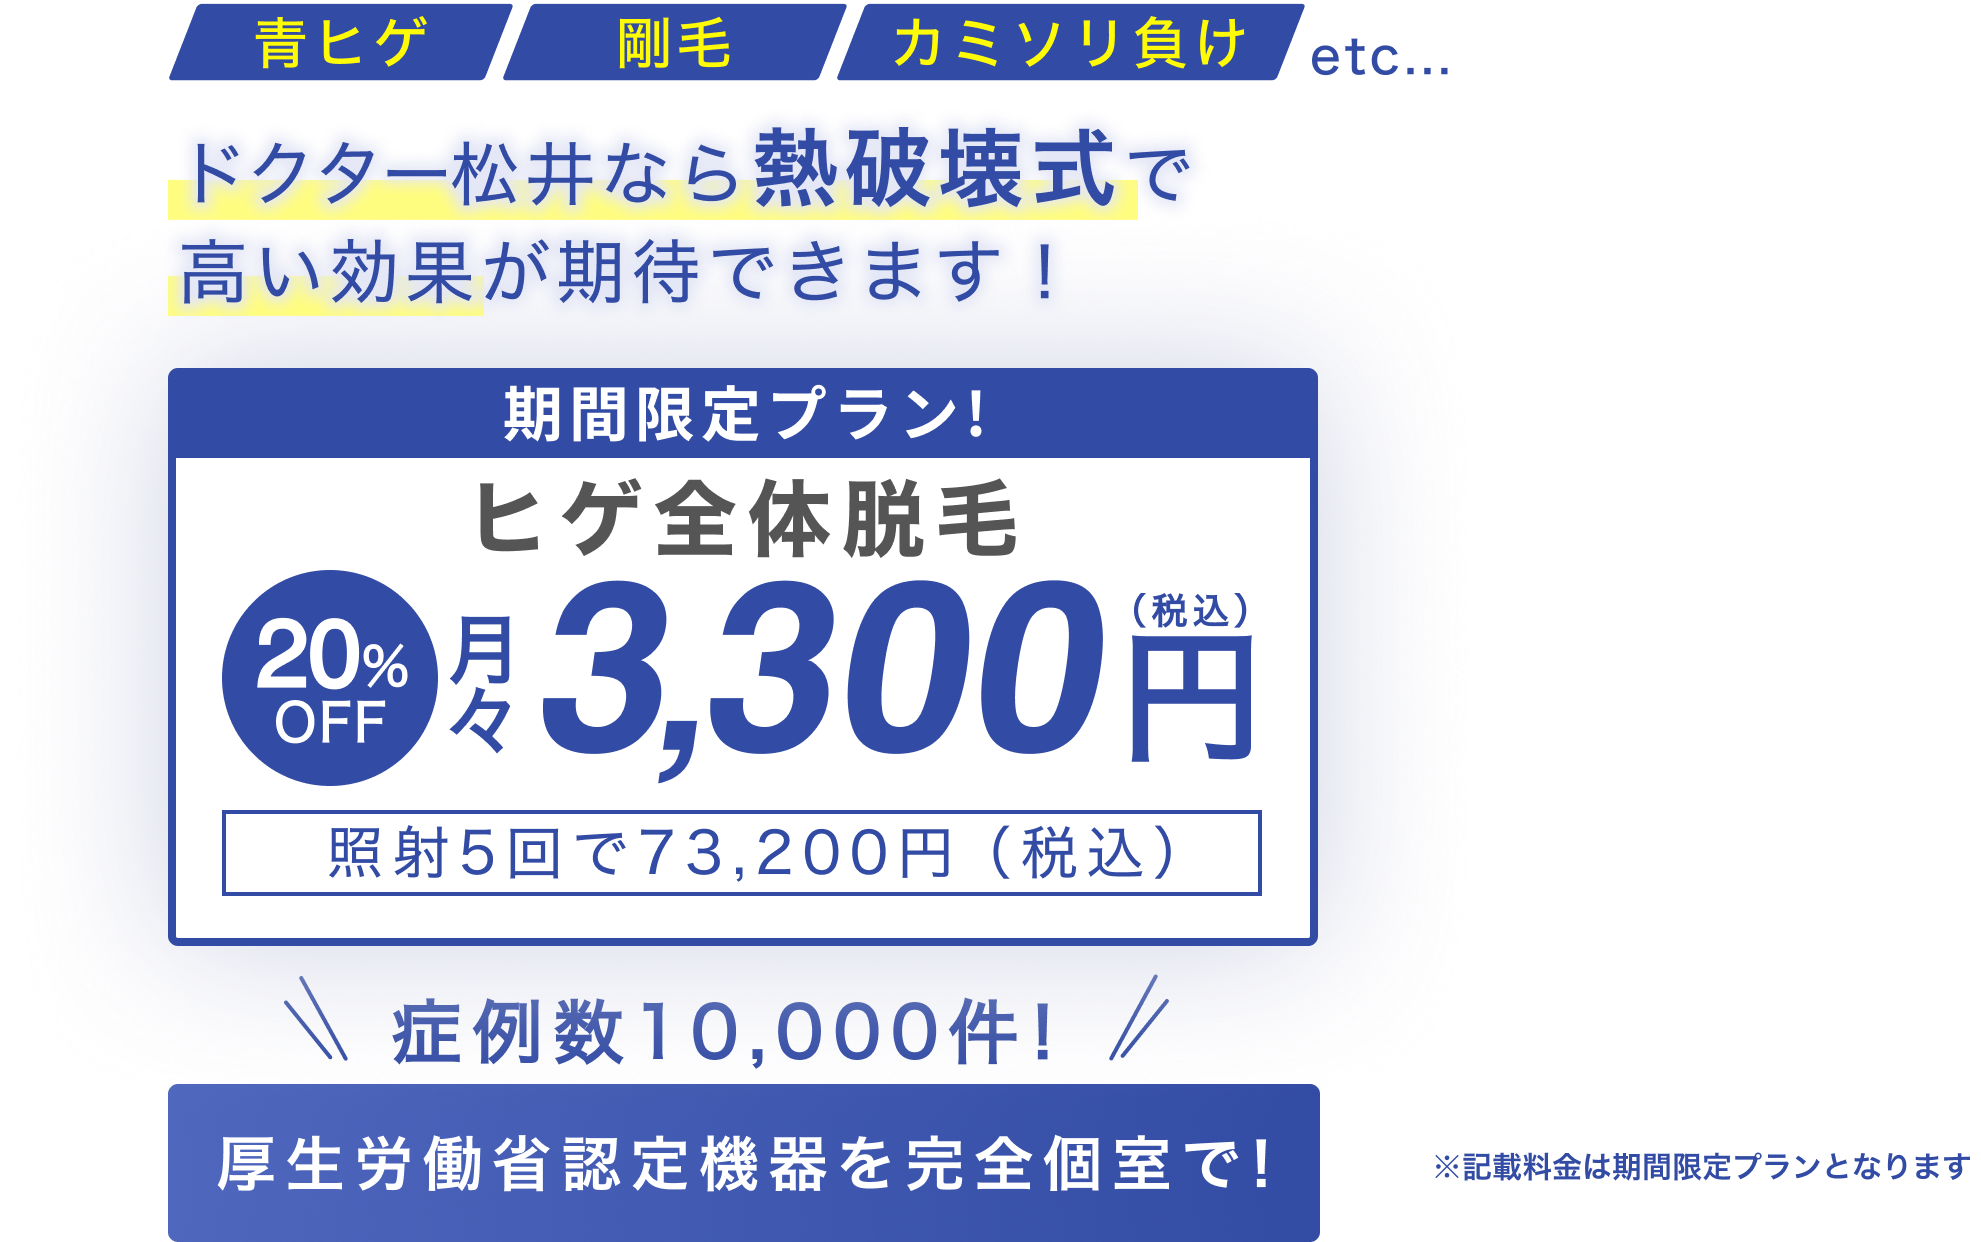 青ヒゲ 剛毛 カミソリ負け etc...
ドクター松井なら熱破壊式で
高い効果が期待できます！
期間限定プラン!
ヒゲ全体脱毛
20%
OFF
月々
3,300
（税込）
円
照射5回で73,200円（税込）
症例数10,000件!
厚生労働省認定機器を完全個室で!
※記載料金は期間限定プランとなります